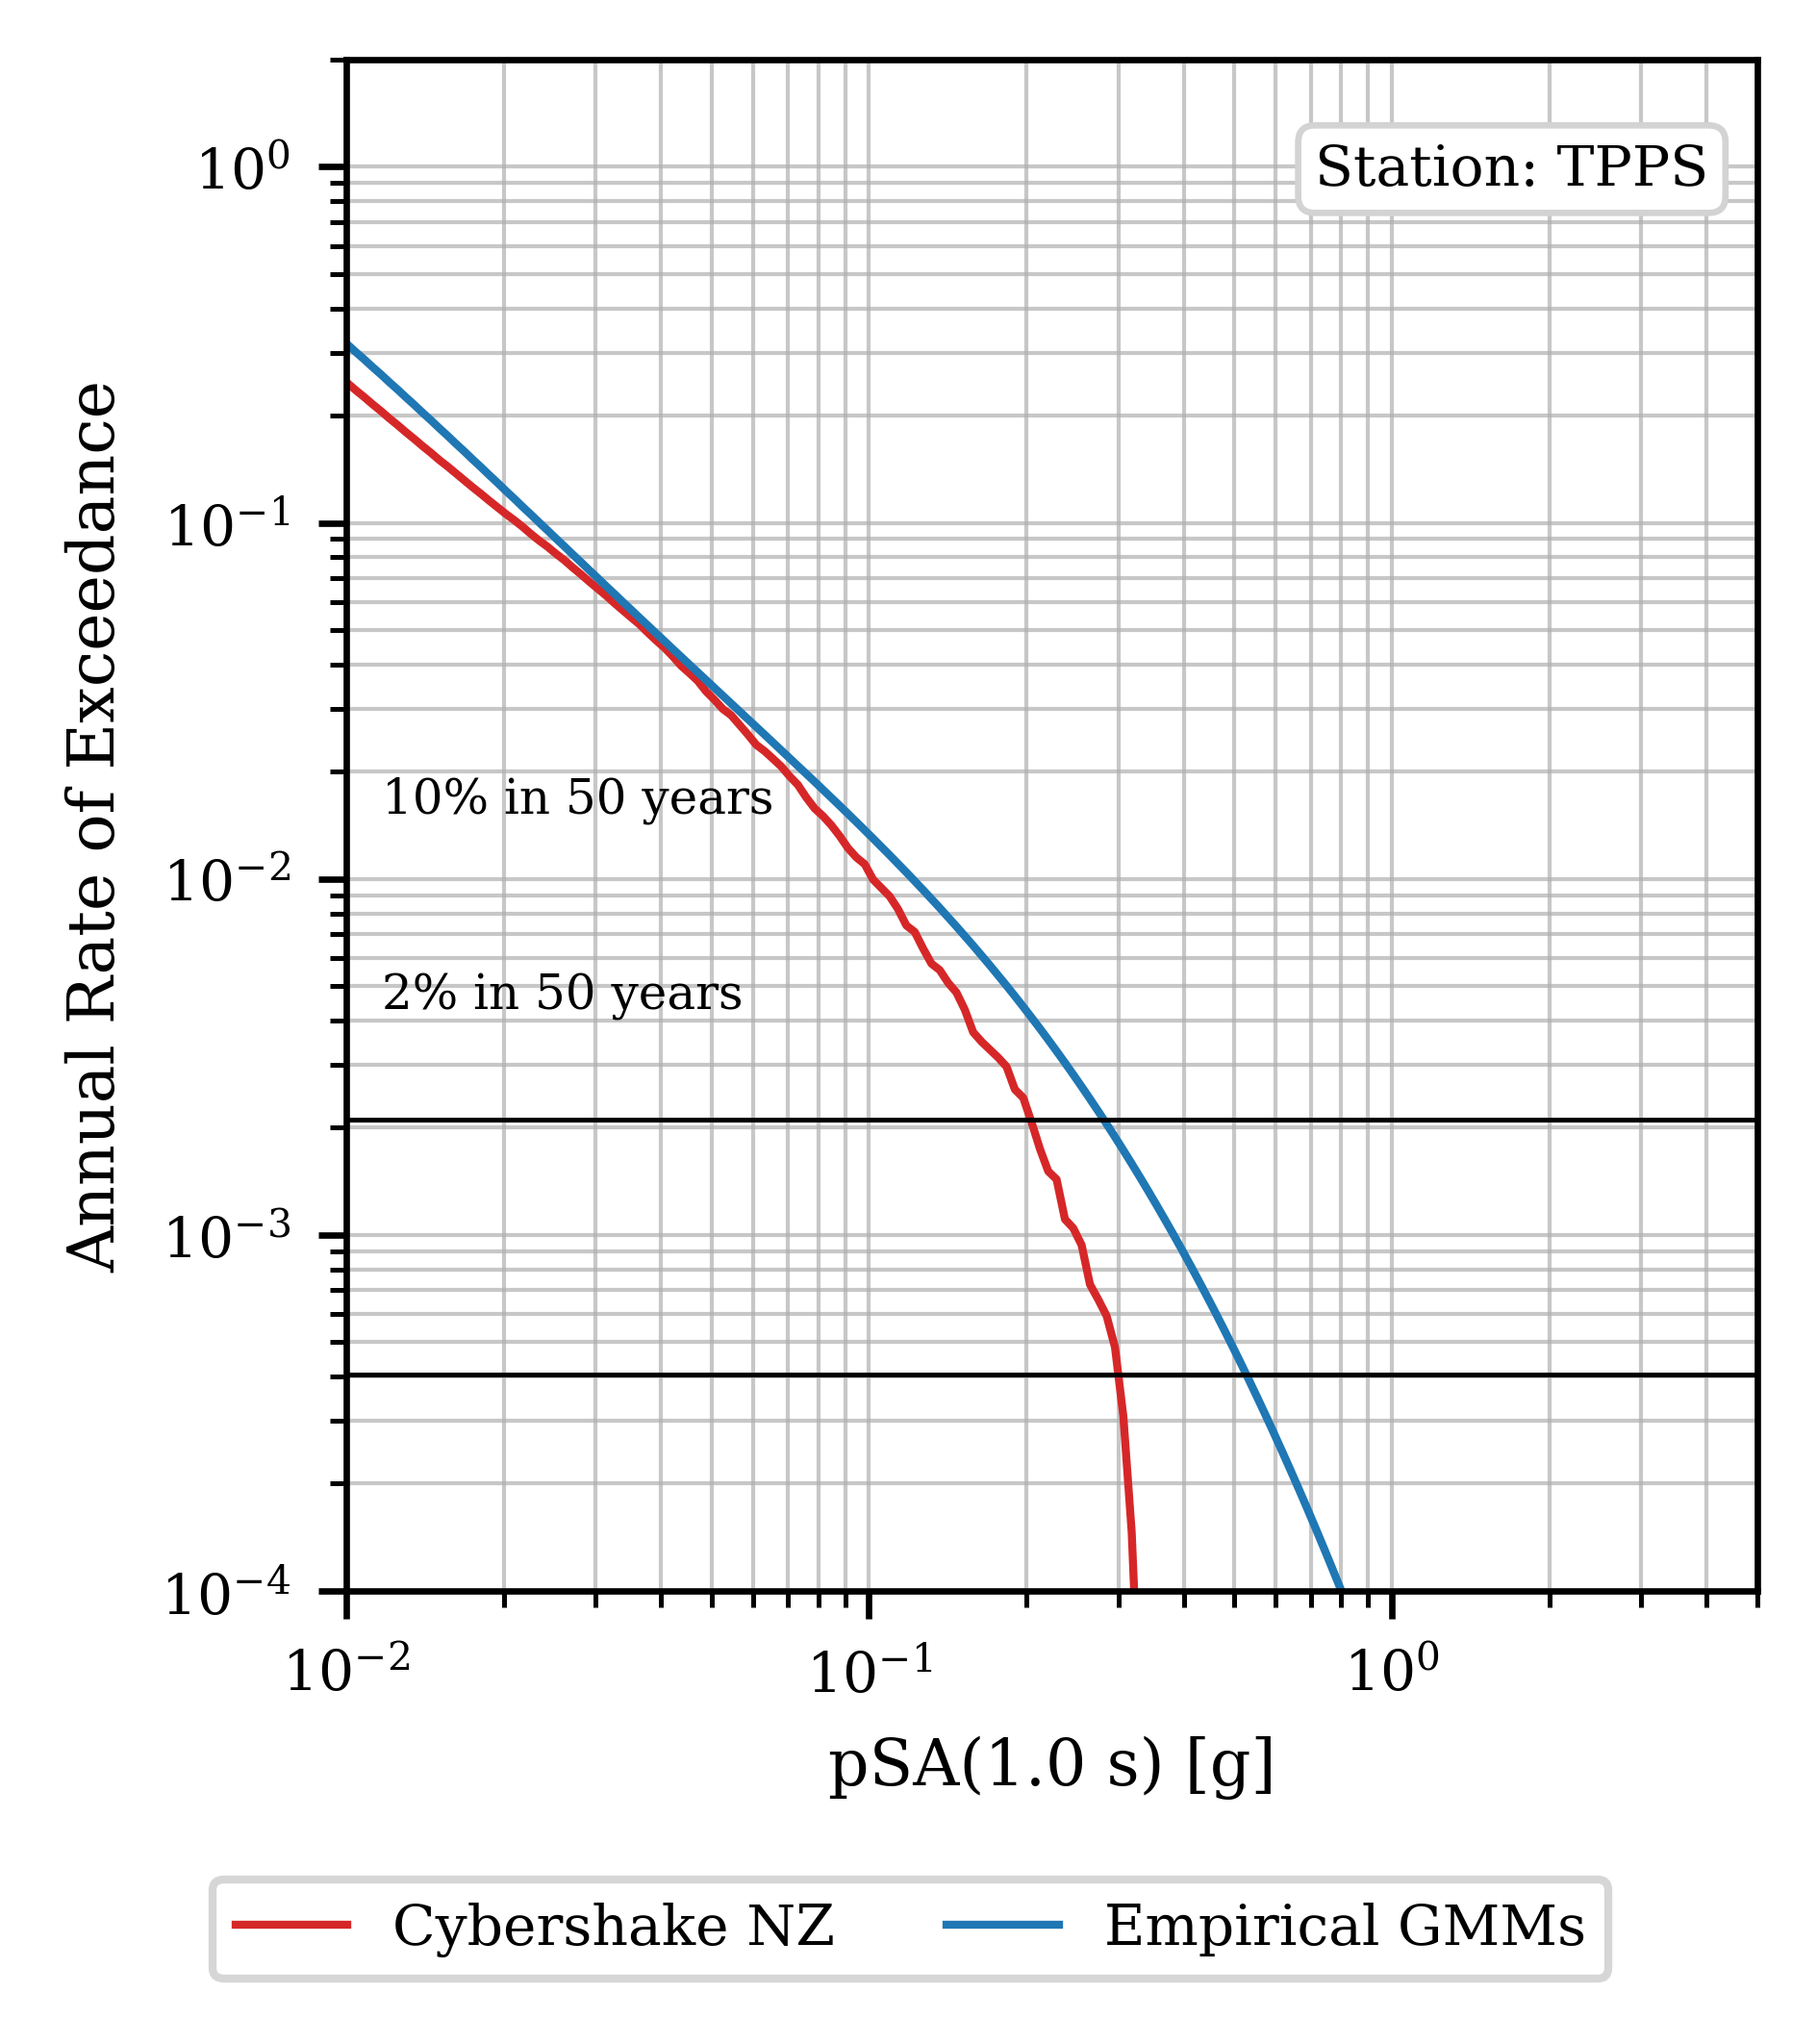 Station: TPPS
10⁰
10⁻¹
10⁻²
10⁻³
10⁻⁴
Annual Rate of Exceedance
10% in 50 years
2% in 50 years
10⁻²
10⁻¹
10⁰
pSA(1.0 s) [g]
Cybershake NZ
Empirical GMMs